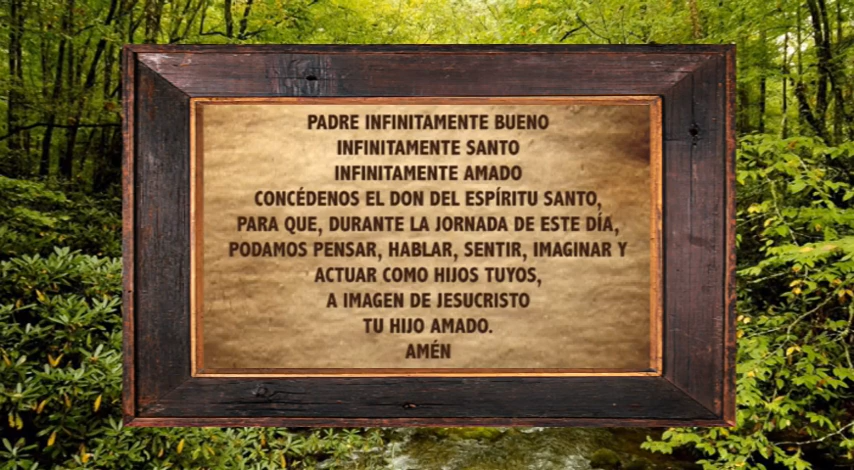 PADRE INFINITAMENTE BUENO
INFINITAMENTE SANTO
INFINITAMENTE AMADO
CONCÉDENOS EL DON DEL ESPÍRITU SANTO,
PARA QUE, DURANTE LA JORNADA DE ESTE DÍA,
PODAMOS PENSAR, HABLAR, SENTIR, IMAGINAR Y
ACTUAR COMO HIJOS TUYOS,
A IMAGEN DE JESUCRISTO
TU HIJO AMADO.
AMÉN